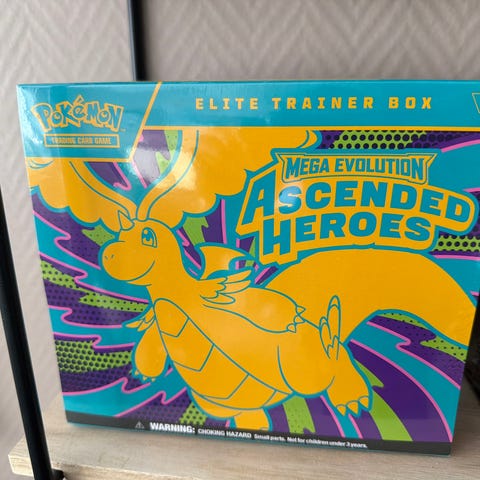 POKéMON
TRADING CARD GAME
ELITE TRAINER BOX
MEGA EVOLUTION
ASCENDED
HEROES
WARNING: CHOKING HAZARD Small parts. Not for children under 3 years.